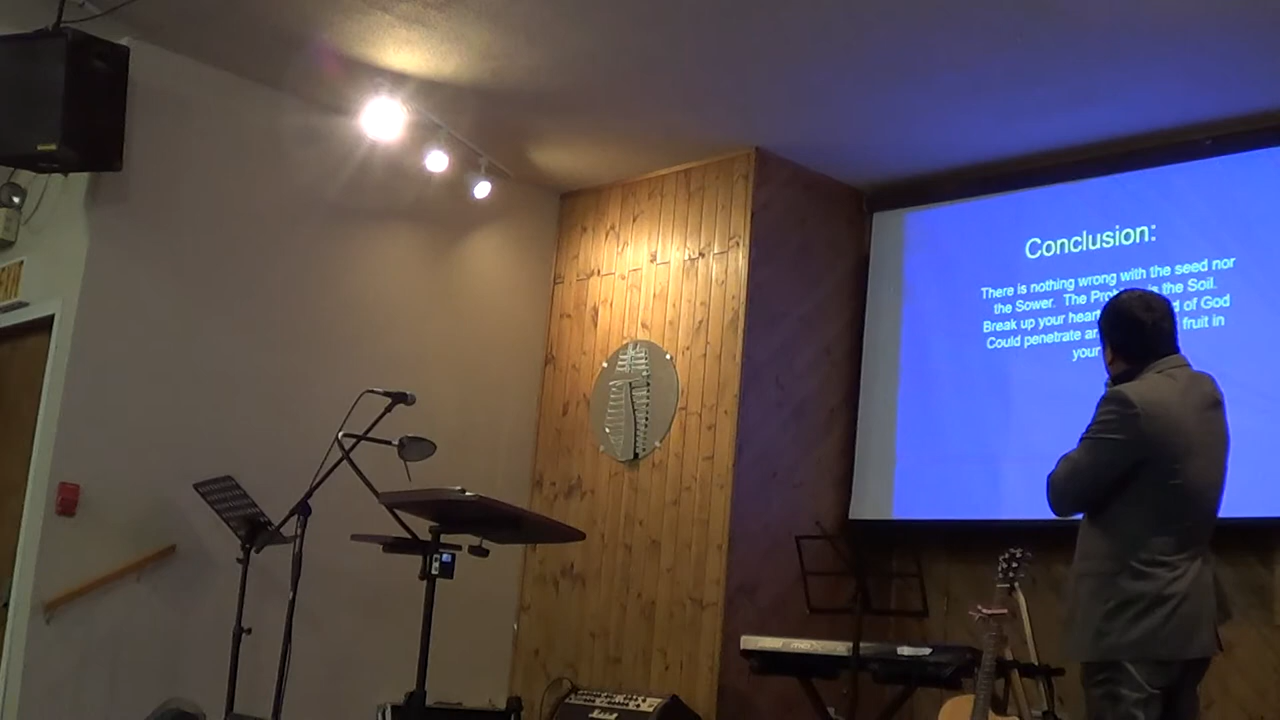 Conclusion:
There is nothing wrong with the seed nor
the Sower. The is the Soil.
Break up your heart of God
Could penetrate fruit in
your
Marshall